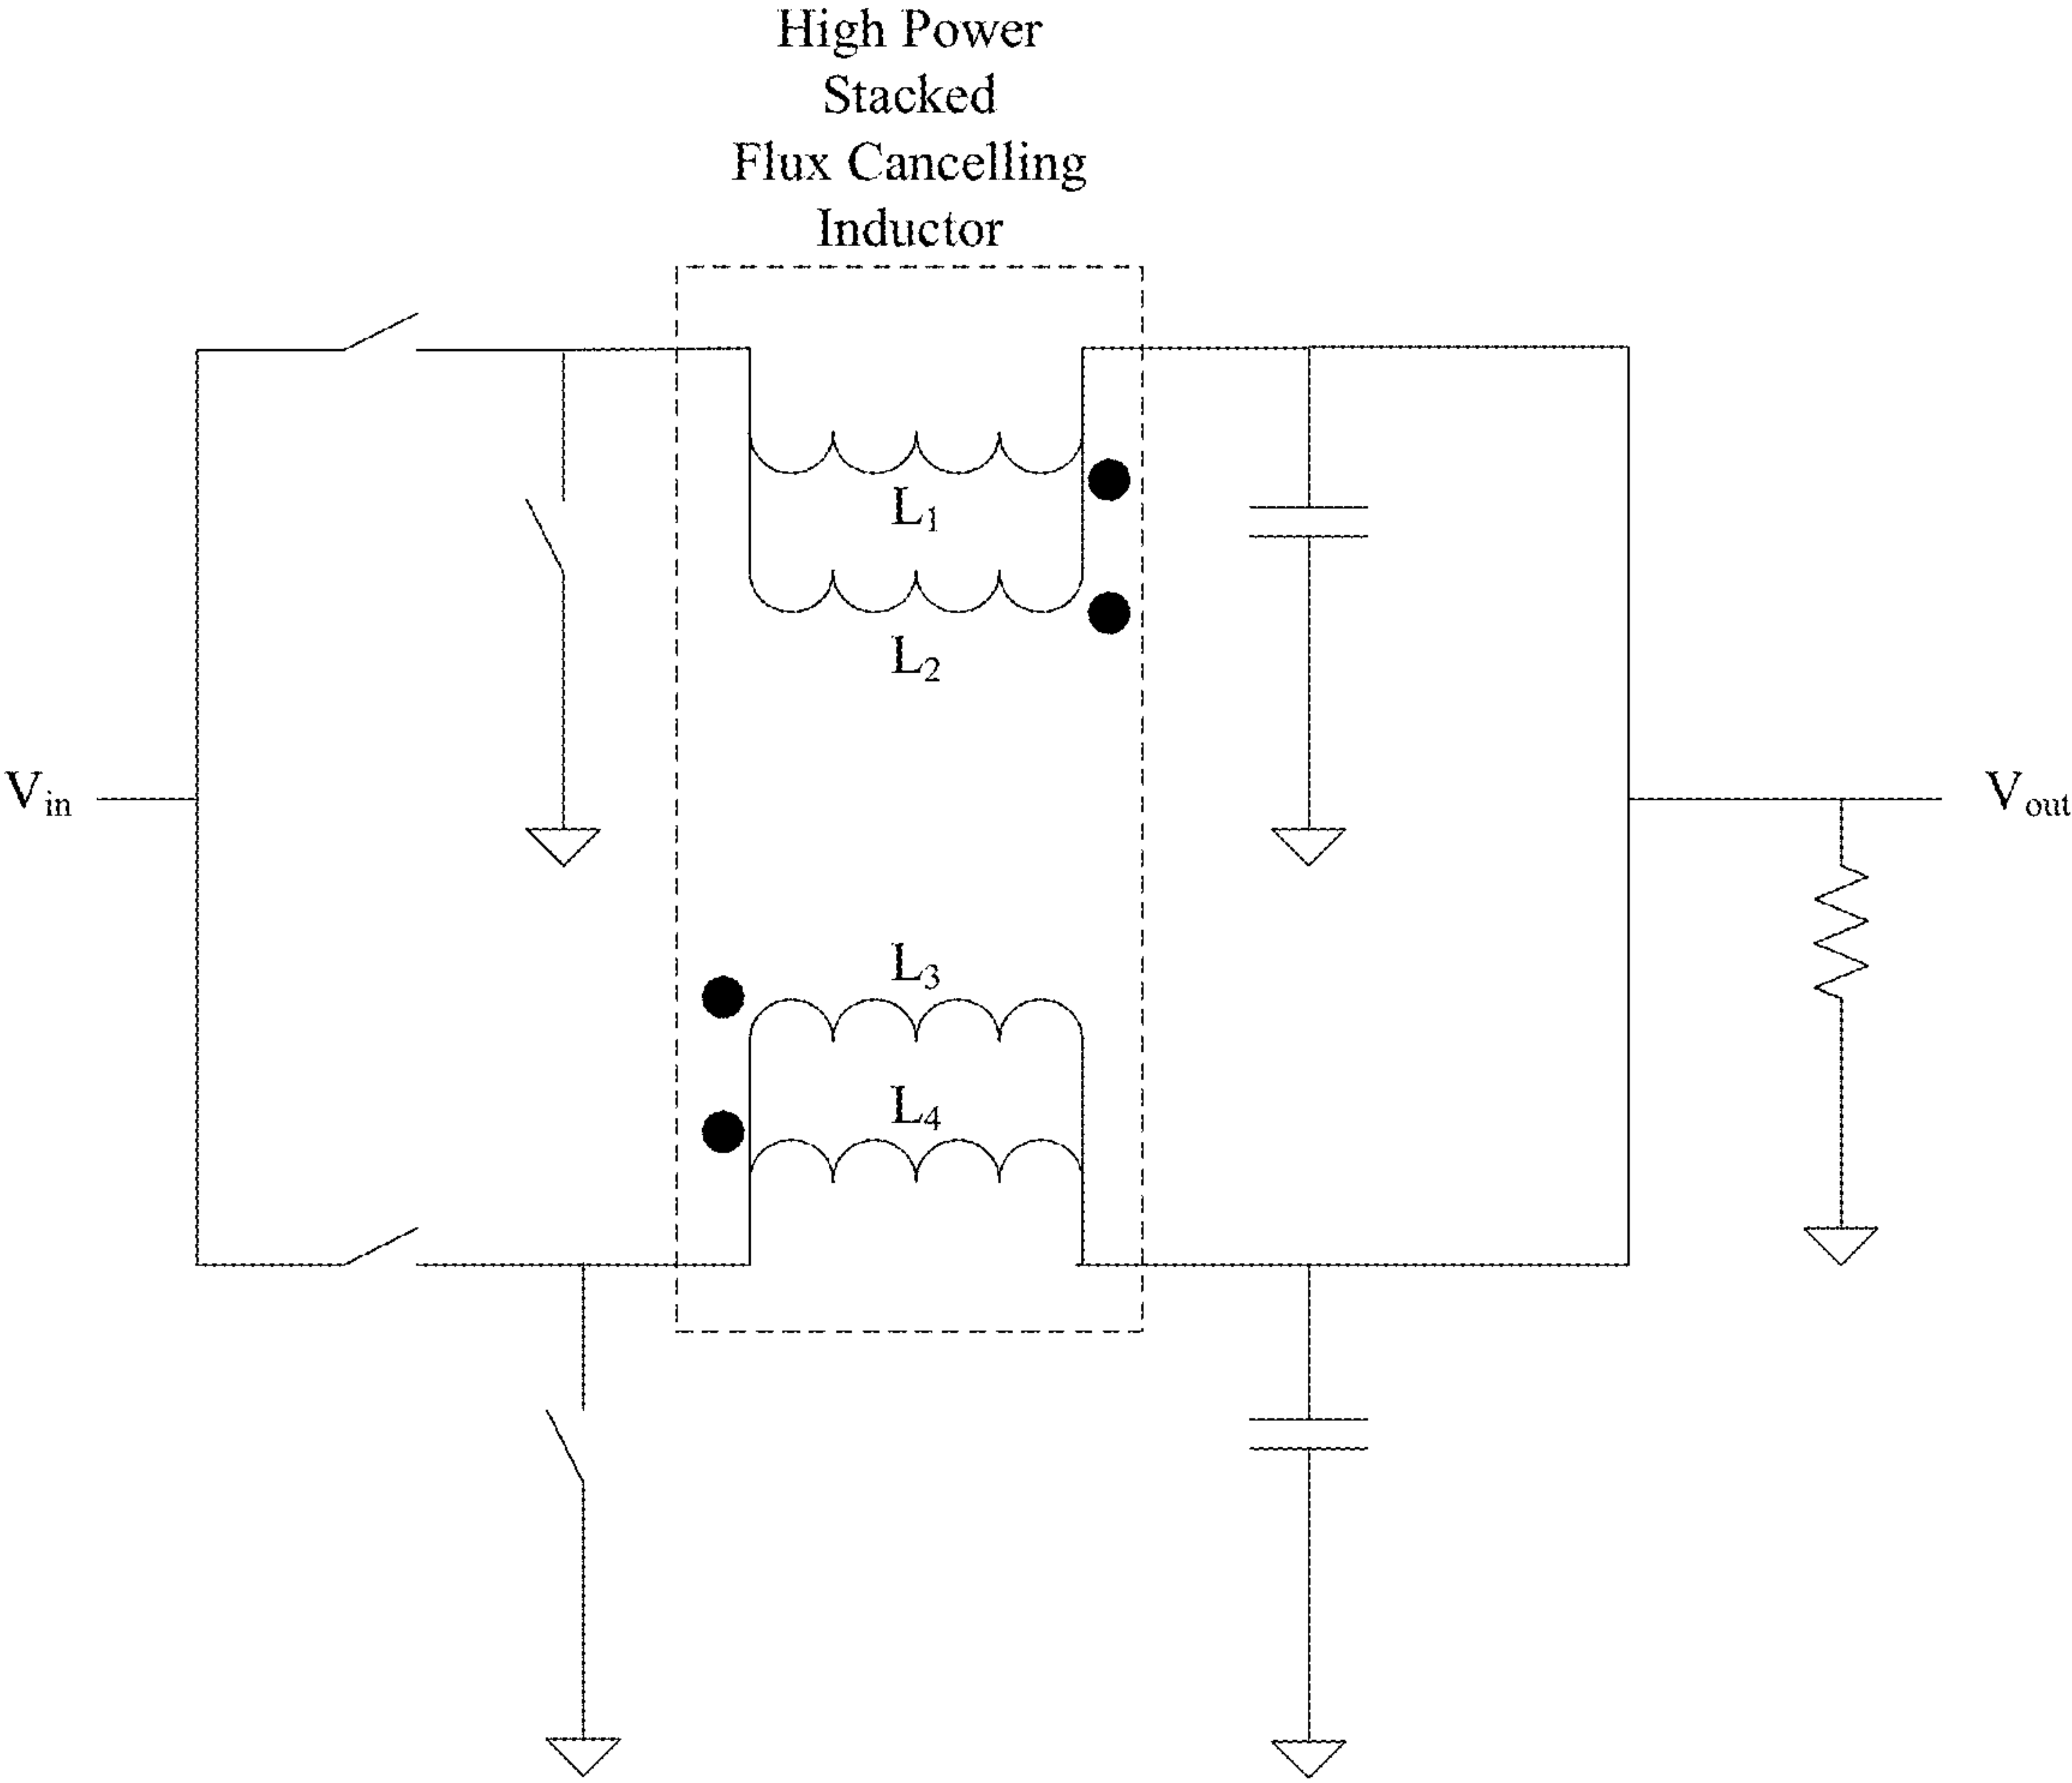 High Power
Stacked
Flux Cancelling
Inductor
L₁
L₂
Vᵢₙ
Vₒᵤₜ
L₃
L₄